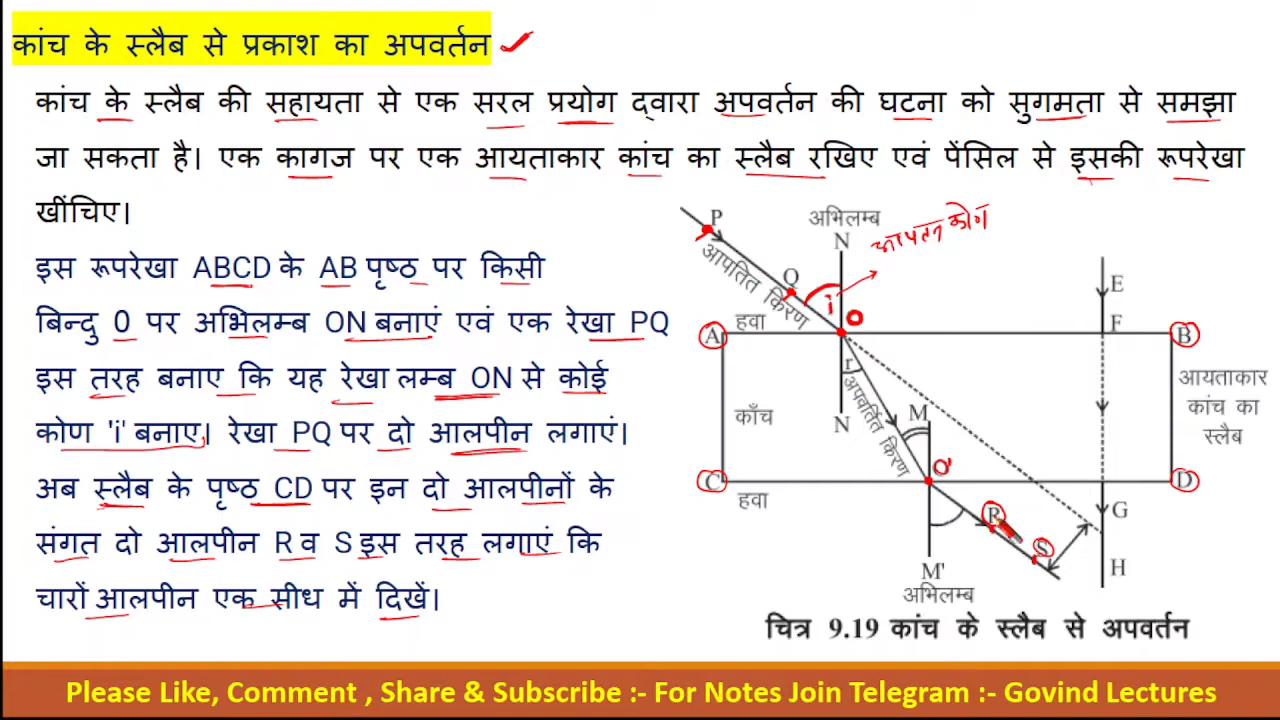 कांच के स्लैब से प्रकाश का अपवर्तन
कांच के स्लैब की सहायता से एक सरल प्रयोग द्वारा अपवर्तन की घटना को सुगमता से समझा
जा सकता है। एक कागज पर एक आयताकार कांच का स्लैब रखिए एवं पेंसिल से इसकी रूपरेखा
खींचिए।
इस रूपरेखा ABCD के AB पृष्ठ पर किसी
बिन्दु 0 पर अभिलम्ब ON बनाएं एवं एक रेखा PQ
इस तरह बनाए कि यह रेखा लम्ब ON से कोई
कोण 'i' बनाए। रेखा PQ पर दो आलपीन लगाएं।
अब स्लैब के पृष्ठ CD पर इन दो आलपीनों के
संगत दो आलपीन R व S इस तरह लगाएं कि
चारों आलपीन एक सीध में दिखें।
P
अभिलम्ब
N
आपतन कोण
आपतित किरण
Q
i
O
हवा
E
F
A
B
r
काँच
अपवर्तित किरण
N
M
आयताकार
कांच का
स्लैब
O'
C
D
हवा
R
S
G
H
M'
अभिलम्ब
चित्र 9.19 कांच के स्लैब से अपवर्तन
Please Like, Comment , Share & Subscribe :- For Notes Join Telegram :- Govind Lectures